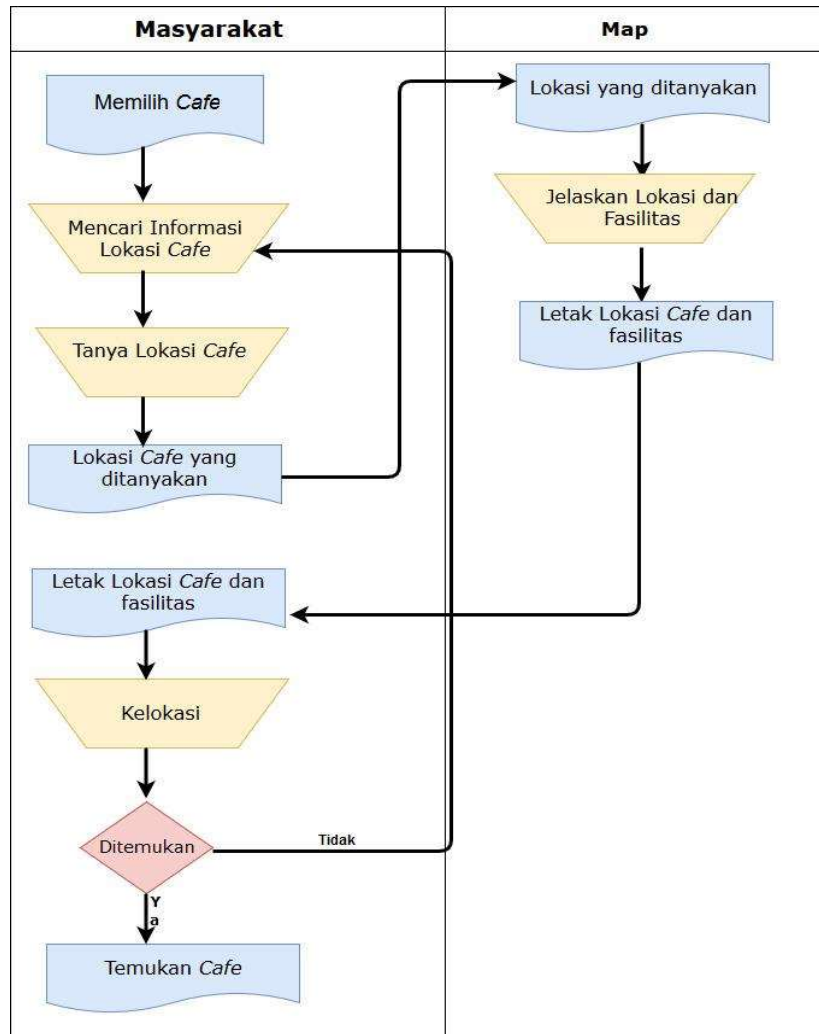 Masyarakat
Map
Memilih Cafe
Mencari Informasi
Lokasi Cafe
Tanya Lokasi Cafe
Lokasi Cafe yang
ditanyakan
Lokasi yang ditanyakan
Jelaskan Lokasi dan
Fasilitas
Letak Lokasi Cafe dan
fasilitas
Letak Lokasi Cafe dan
fasilitas
Kelokasi
Ditemukan
Tidak
Y
a
Temukan Cafe